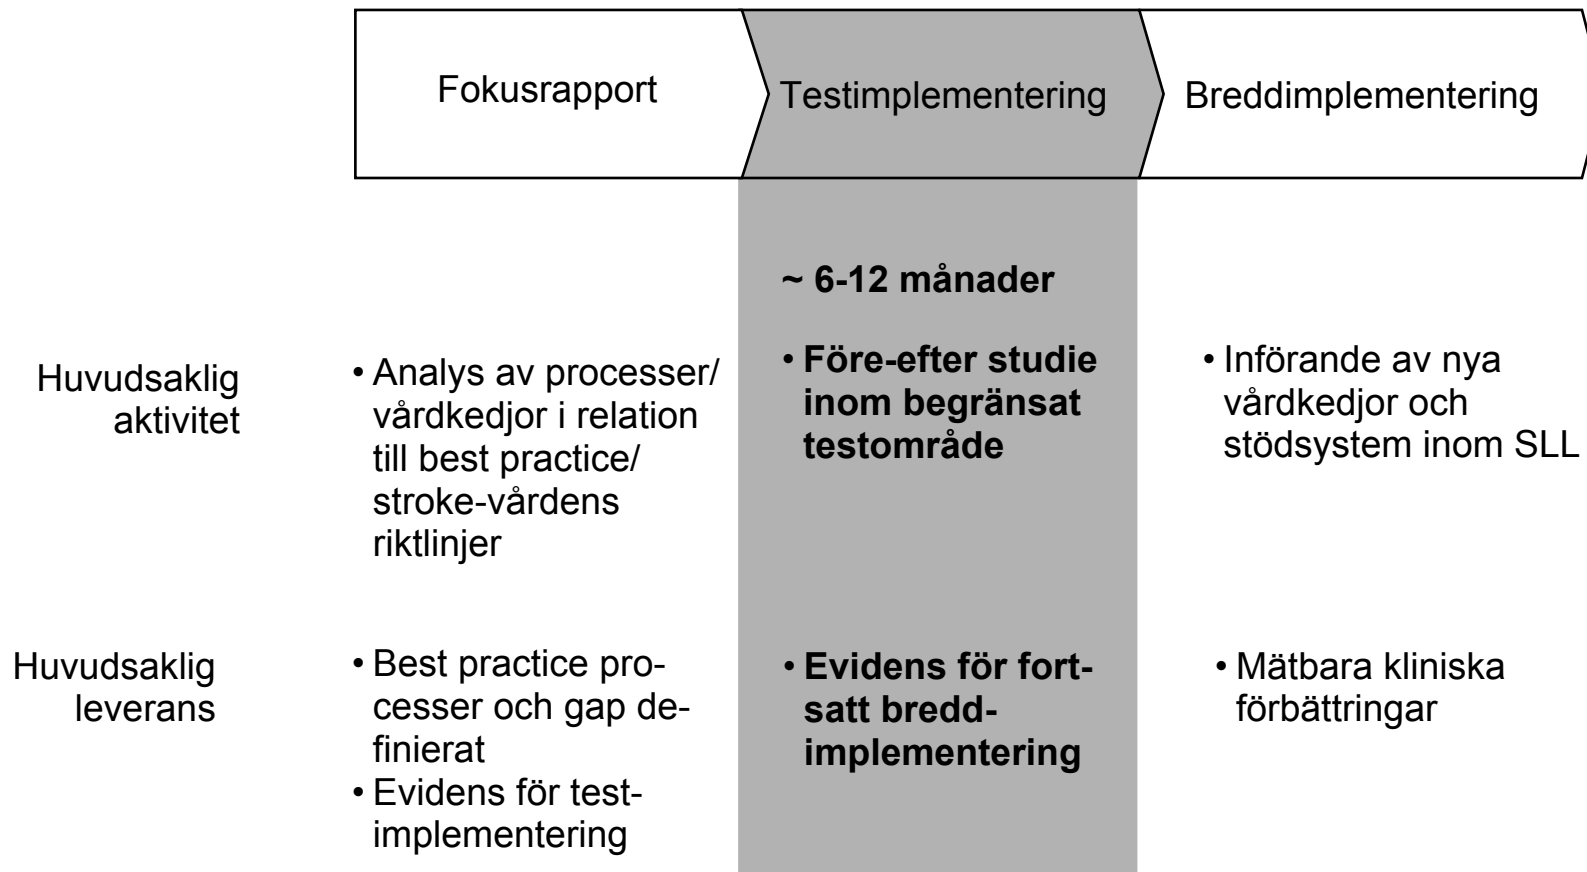 Fokusrapport
Testimplementering
Breddimplementering
~ 6-12 månader
Huvudsaklig
aktivitet
• Analys av processer/
vårdkedjor i relation
till best practice/
stroke-vårdens
riktlinjer
• Före-efter studie
inom begränsat
testområde
• Införande av nya
vårdkedjor och
stödsystem inom SLL
Huvudsaklig
leverans
• Best practice pro-
cesser och gap de-
finierat
• Evidens för test-
implementering
• Evidens för fort-
satt bredd-
implementering
• Mätbara kliniska
förbättringar